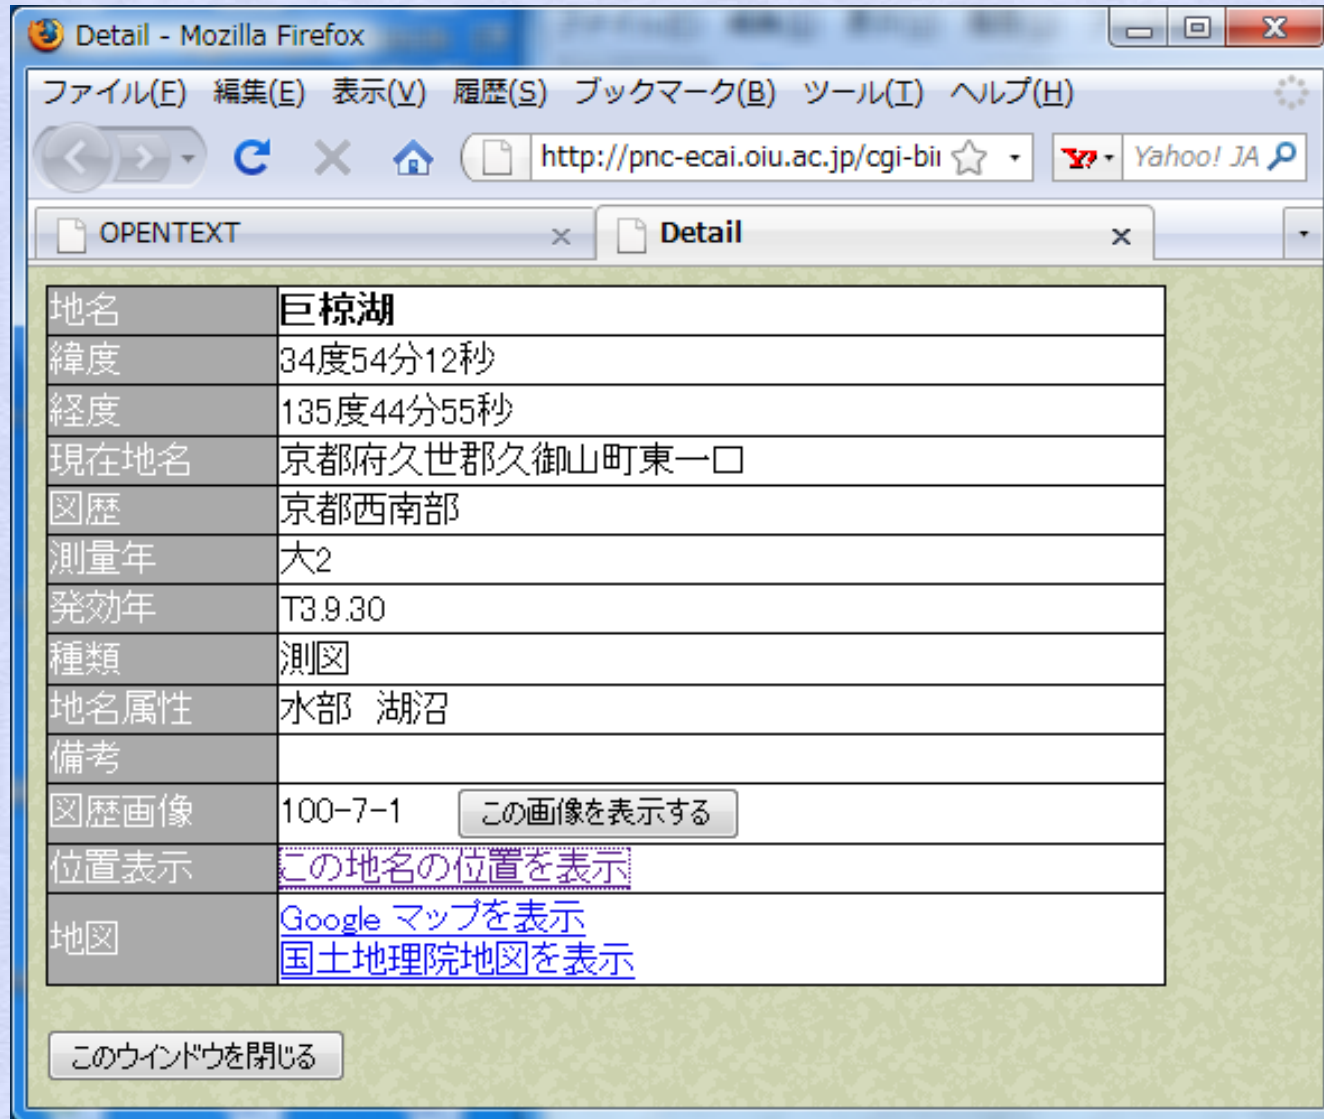 Detail - Mozilla Firefox
ファイル(F) 編集(E) 表示(V) 履歴(S) ブックマーク(B) ツール(T) ヘルプ(H)
http://pnc-ecai.oiu.ac.jp/cgi-bin Yahoo! JA
OPENTEXT Detail
地名 巨椋湖
緯度 34度54分12秒
経度 135度44分55秒
現在地名 京都府久世郡久御山町東一口
図歴 京都西南部
測量年 大2
発効年 T3.9.30
種類 測図
地名属性 水部 湖沼
備考
図歴画像 100-7-1 この画像を表示する
位置表示 この地名の位置を表示
地図 Google マップを表示
国土地理院地図を表示
このウインドウを閉じる